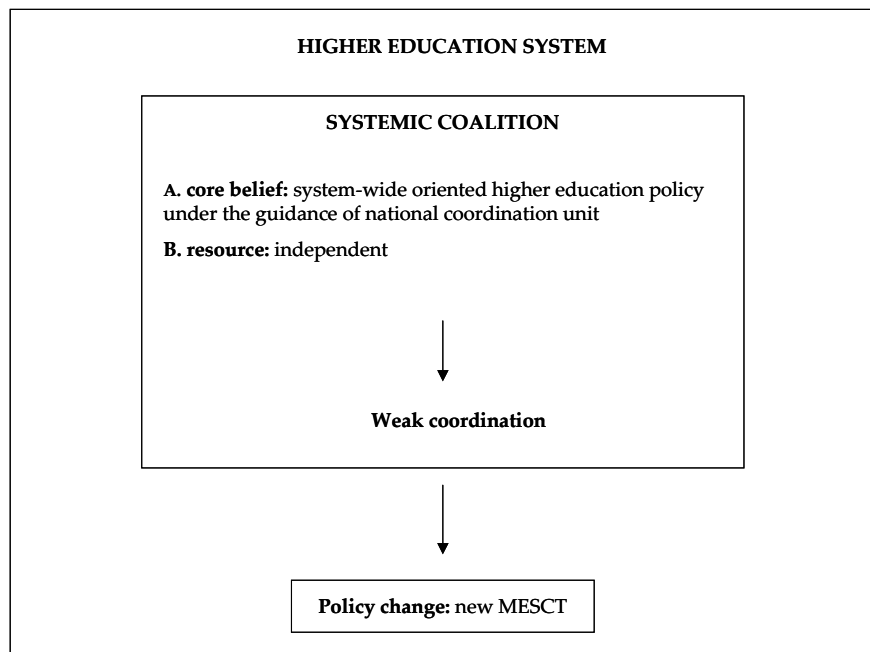 HIGHER EDUCATION SYSTEM
SYSTEMIC COALITION
A. core belief: system-wide oriented higher education policy
under the guidance of national coordination unit
B. resource: independent
Weak coordination
Policy change: new MESCT